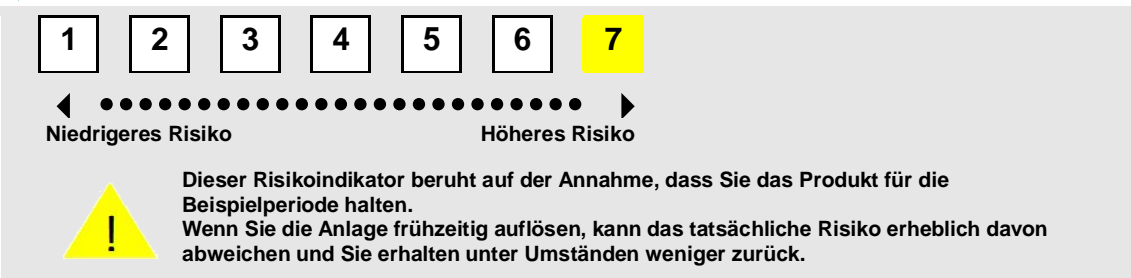 1 2 3 4 5 6 7
Niedrigeres Risiko Höheres Risiko
!
Dieser Risikoindikator beruht auf der Annahme, dass Sie das Produkt für die
Beispielperiode halten.
Wenn Sie die Anlage frühzeitig auflösen, kann das tatsächliche Risiko erheblich davon
abweichen und Sie erhalten unter Umständen weniger zurück.